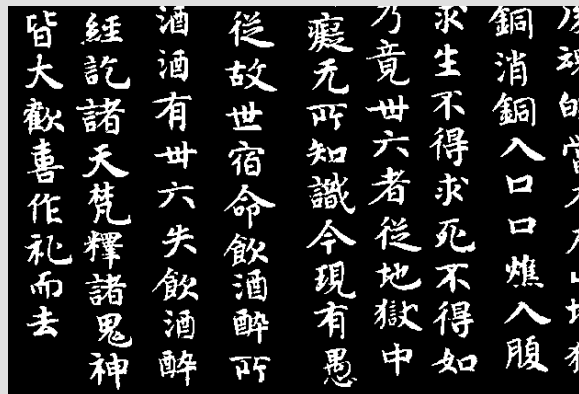 銅消銅入口口燋入腹
求生不得求死不得如
乃竟卅六者從地獄中
癡无所知識今現有愚
從故世宿命飲酒醉所
酒酒有卅六失飲酒醉
經訖諸天梵釋諸鬼神
皆大歡喜作礼而去